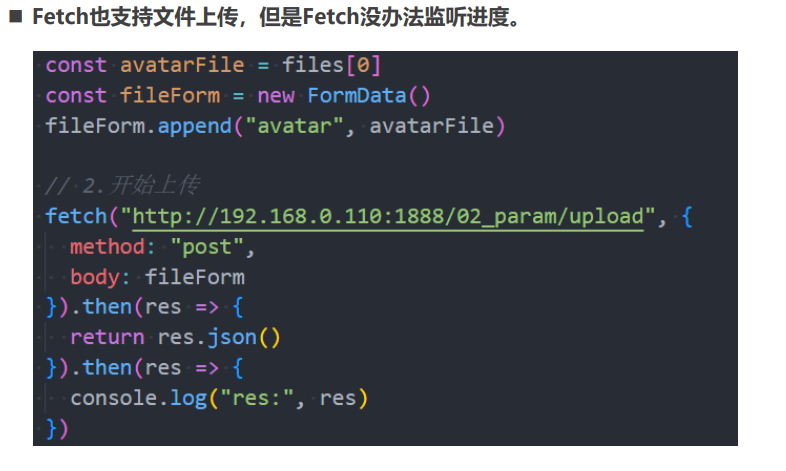 ■ Fetch也支持文件上传，但是Fetch没办法监听进度。
const avatarFile = files[0]
const fileForm = new FormData()
fileForm.append("avatar", avatarFile)
// 2.开始上传
fetch("http://192.168.0.110:1888/02_param/upload", {
  method: "post",
  body: fileForm
}).then(res => {
  return res.json()
}).then(res => {
  console.log("res:", res)
})